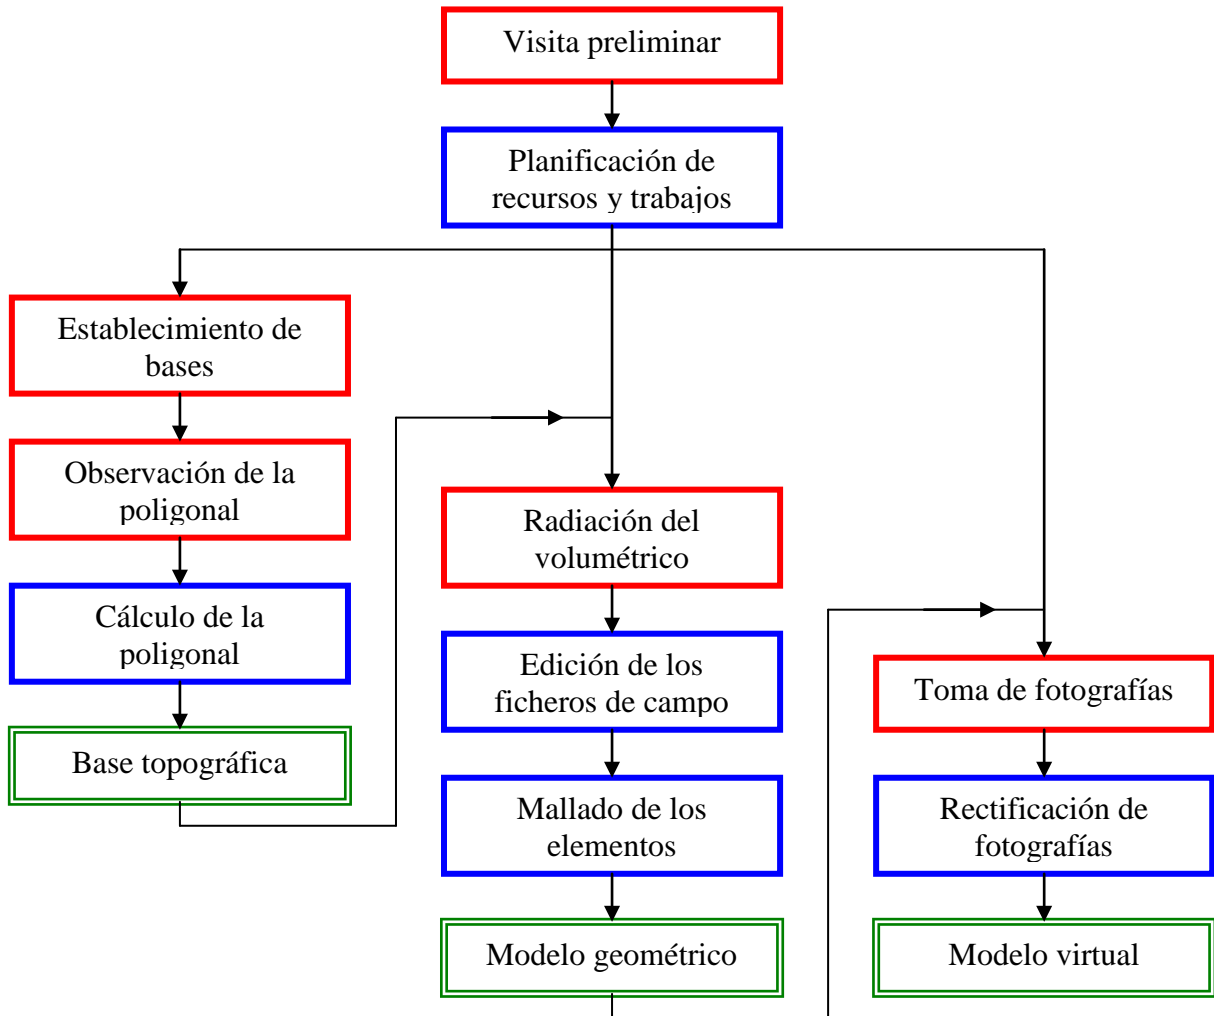 Visita preliminar
Planificación de
recursos y trabajos
Establecimiento de
bases
Observación de la
poligonal
Cálculo de la
poligonal
Base topográfica
Radiación del
volumétrico
Edición de los
ficheros de campo
Mallado de los
elementos
Modelo geométrico
Toma de fotografías
Rectificación de
fotografías
Modelo virtual